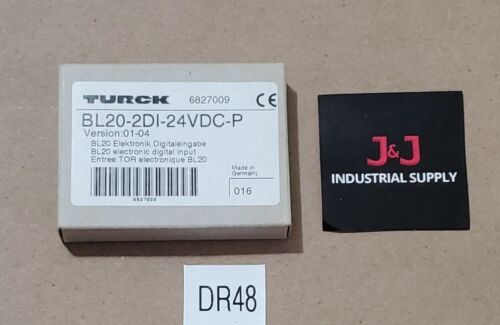 TURCK 6827009 CE
BL20-2DI-24VDC-P
Version:01-04
BL20 Elektronik Digitaleingabe
BL20 electronic digital input
Entree TOR electronique BL20
Made in
Germany
016
J&J
INDUSTRIAL SUPPLY
DR48